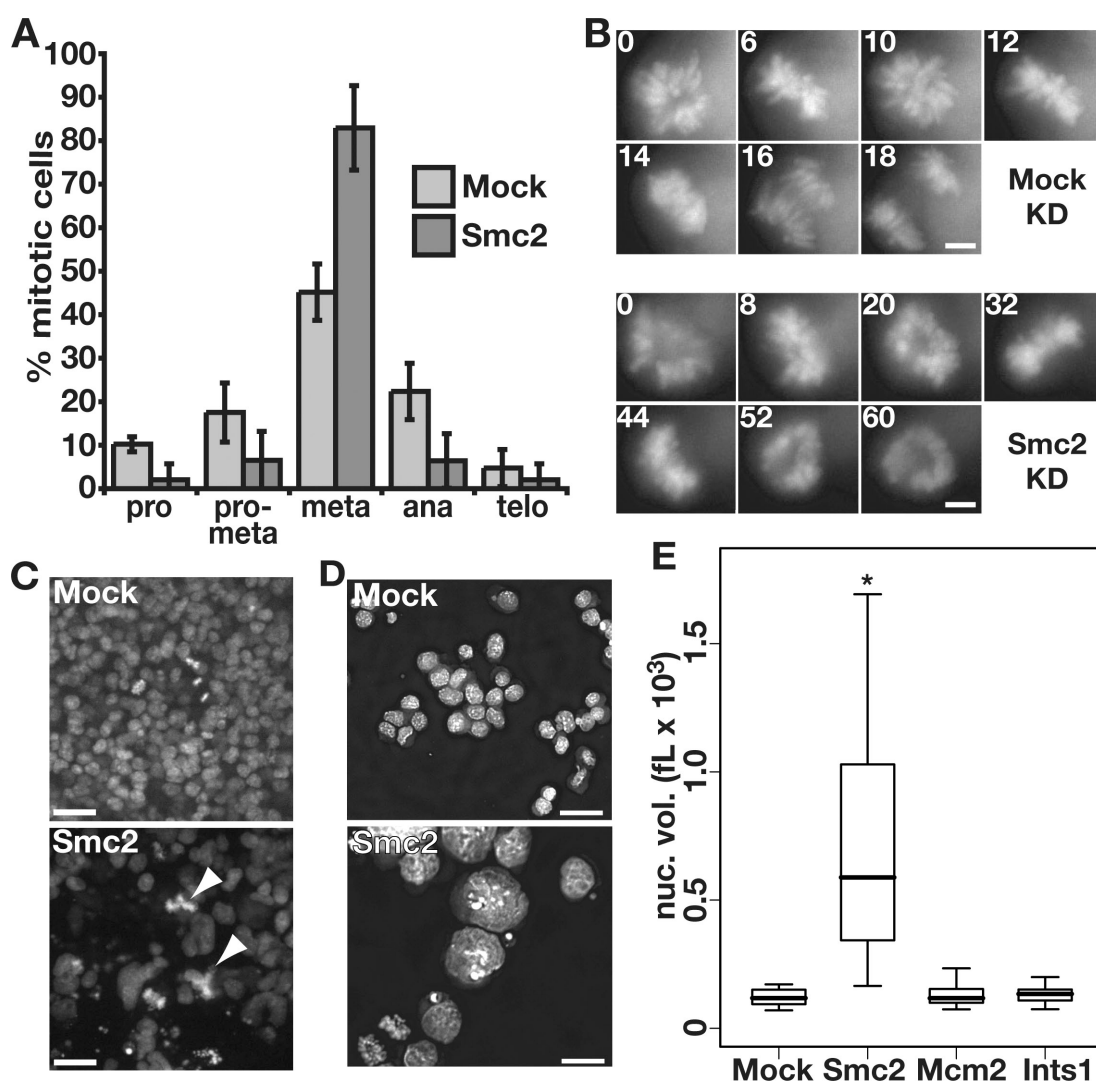 A
100
90
80
70
60
50
40
30
20
10
0
% mitotic cells
Mock
Smc2
pro
pro-
meta
meta
ana
telo
B
0
6
10
12
14
16
18
Mock
KD
0
8
20
32
44
52
60
Smc2
KD
C
Mock
Smc2
D
Mock
Smc2
E
*
nuc. vol. (fL x 10³)
1.5
1.0
0.5
0
Mock Smc2 Mcm2 Ints1